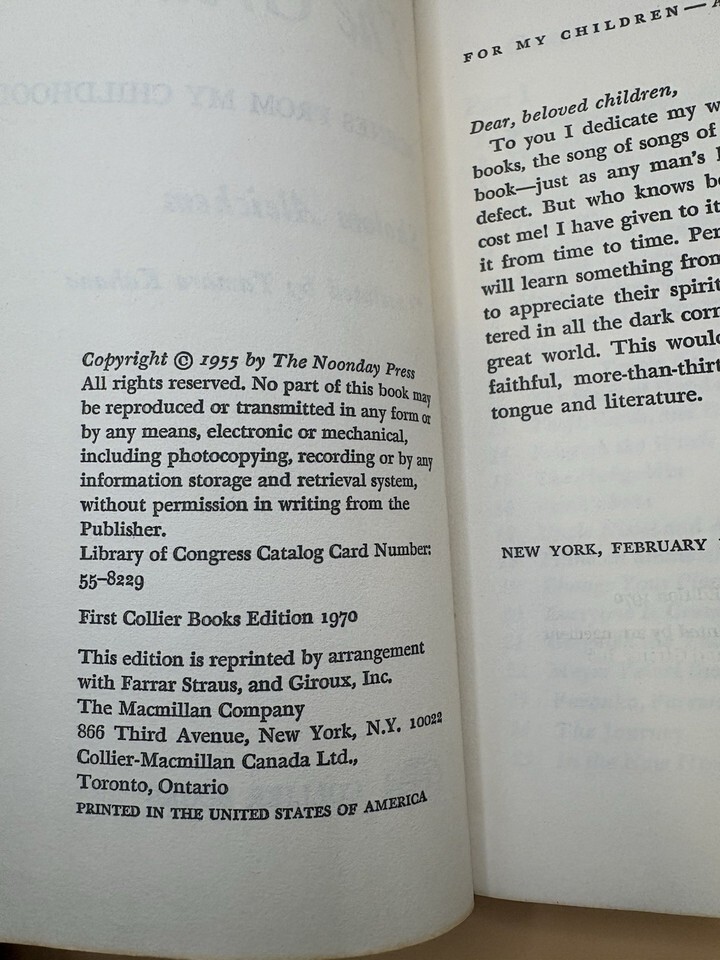 Copyright © 1955 by The Noonday Press
All rights reserved. No part of this book may
be reproduced or transmitted in any form or
by any means, electronic or mechanical,
including photocopying, recording or by any
information storage and retrieval system,
without permission in writing from the
Publisher.
Library of Congress Catalog Card Number:
55–8229
First Collier Books Edition 1970
This edition is reprinted by arrangement
with Farrar Straus, and Giroux, Inc.
The Macmillan Company
866 Third Avenue, New York, N.Y. 10022
Collier-Macmillan Canada Ltd.,
Toronto, Ontario
PRINTED IN THE UNITED STATES OF AMERICA
FOR MY CHILDREN—A
Dear, beloved children,
To you I dedicate my w
books, the song of songs of
book—just as any man's
defect. But who knows be
cost me! I have given to it
it from time to time. Per
will learn something from
to appreciate their spirit
tered in all the dark corn
great world. This would
faithful, more-than-thirt
tongue and literature.
NEW YORK, FEBRUARY